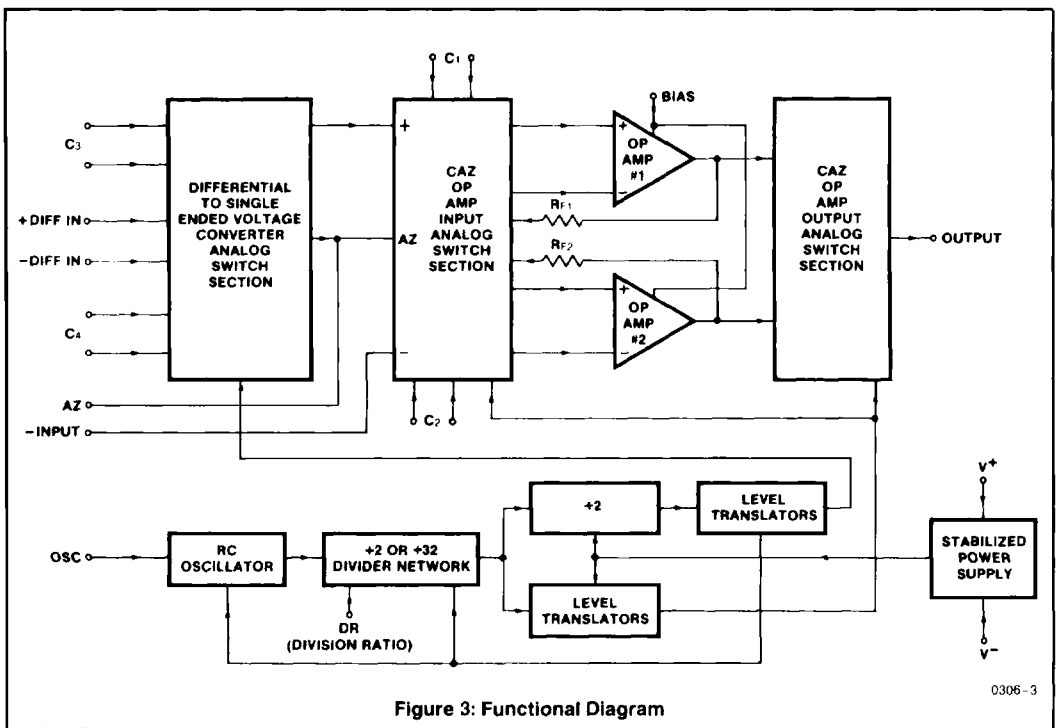 C1
BIAS
C3
+DIFF IN
-DIFF IN
C4
AZ
-INPUT
DIFFERENTIAL
TO SINGLE
ENDED VOLTAGE
CONVERTER
ANALOG
SWITCH
SECTION
+
AZ
-
CAZ
OP
AMP
INPUT
ANALOG
SWITCH
SECTION
C2
+
OP
AMP
#1
-
RF1
RF2
+
OP
AMP
#2
-
CAZ
OP
AMP
OUTPUT
ANALOG
SWITCH
SECTION
OUTPUT
OSC
RC
OSCILLATOR
+2 OR +32
DIVIDER NETWORK
DR
(DIVISION RATIO)
+2
LEVEL
TRANSLATORS
LEVEL
TRANSLATORS
V+
STABILIZED
POWER
SUPPLY
V-
0306-3
Figure 3: Functional Diagram